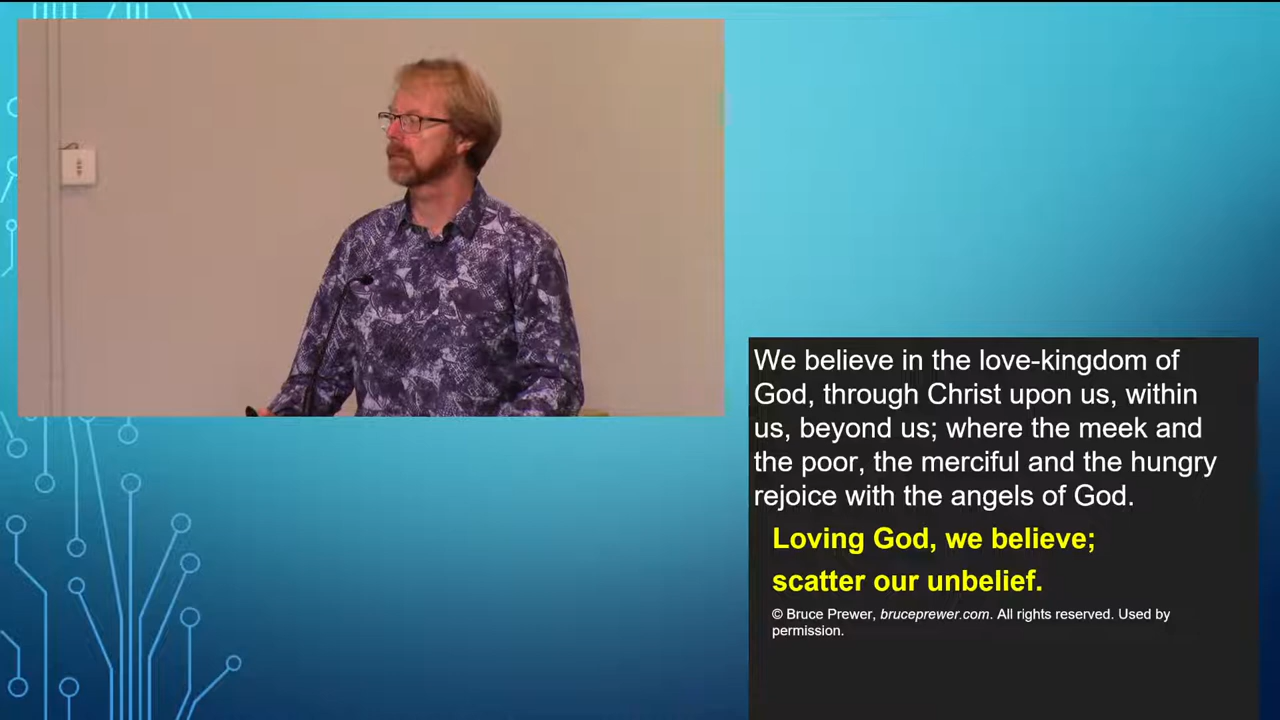 We believe in the love-kingdom of
God, through Christ upon us, within
us, beyond us; where the meek and
the poor, the merciful and the hungry
rejoice with the angels of God.
Loving God, we believe;
scatter our unbelief.
© Bruce Prewer, bruceprewer.com. All rights reserved. Used by
permission.